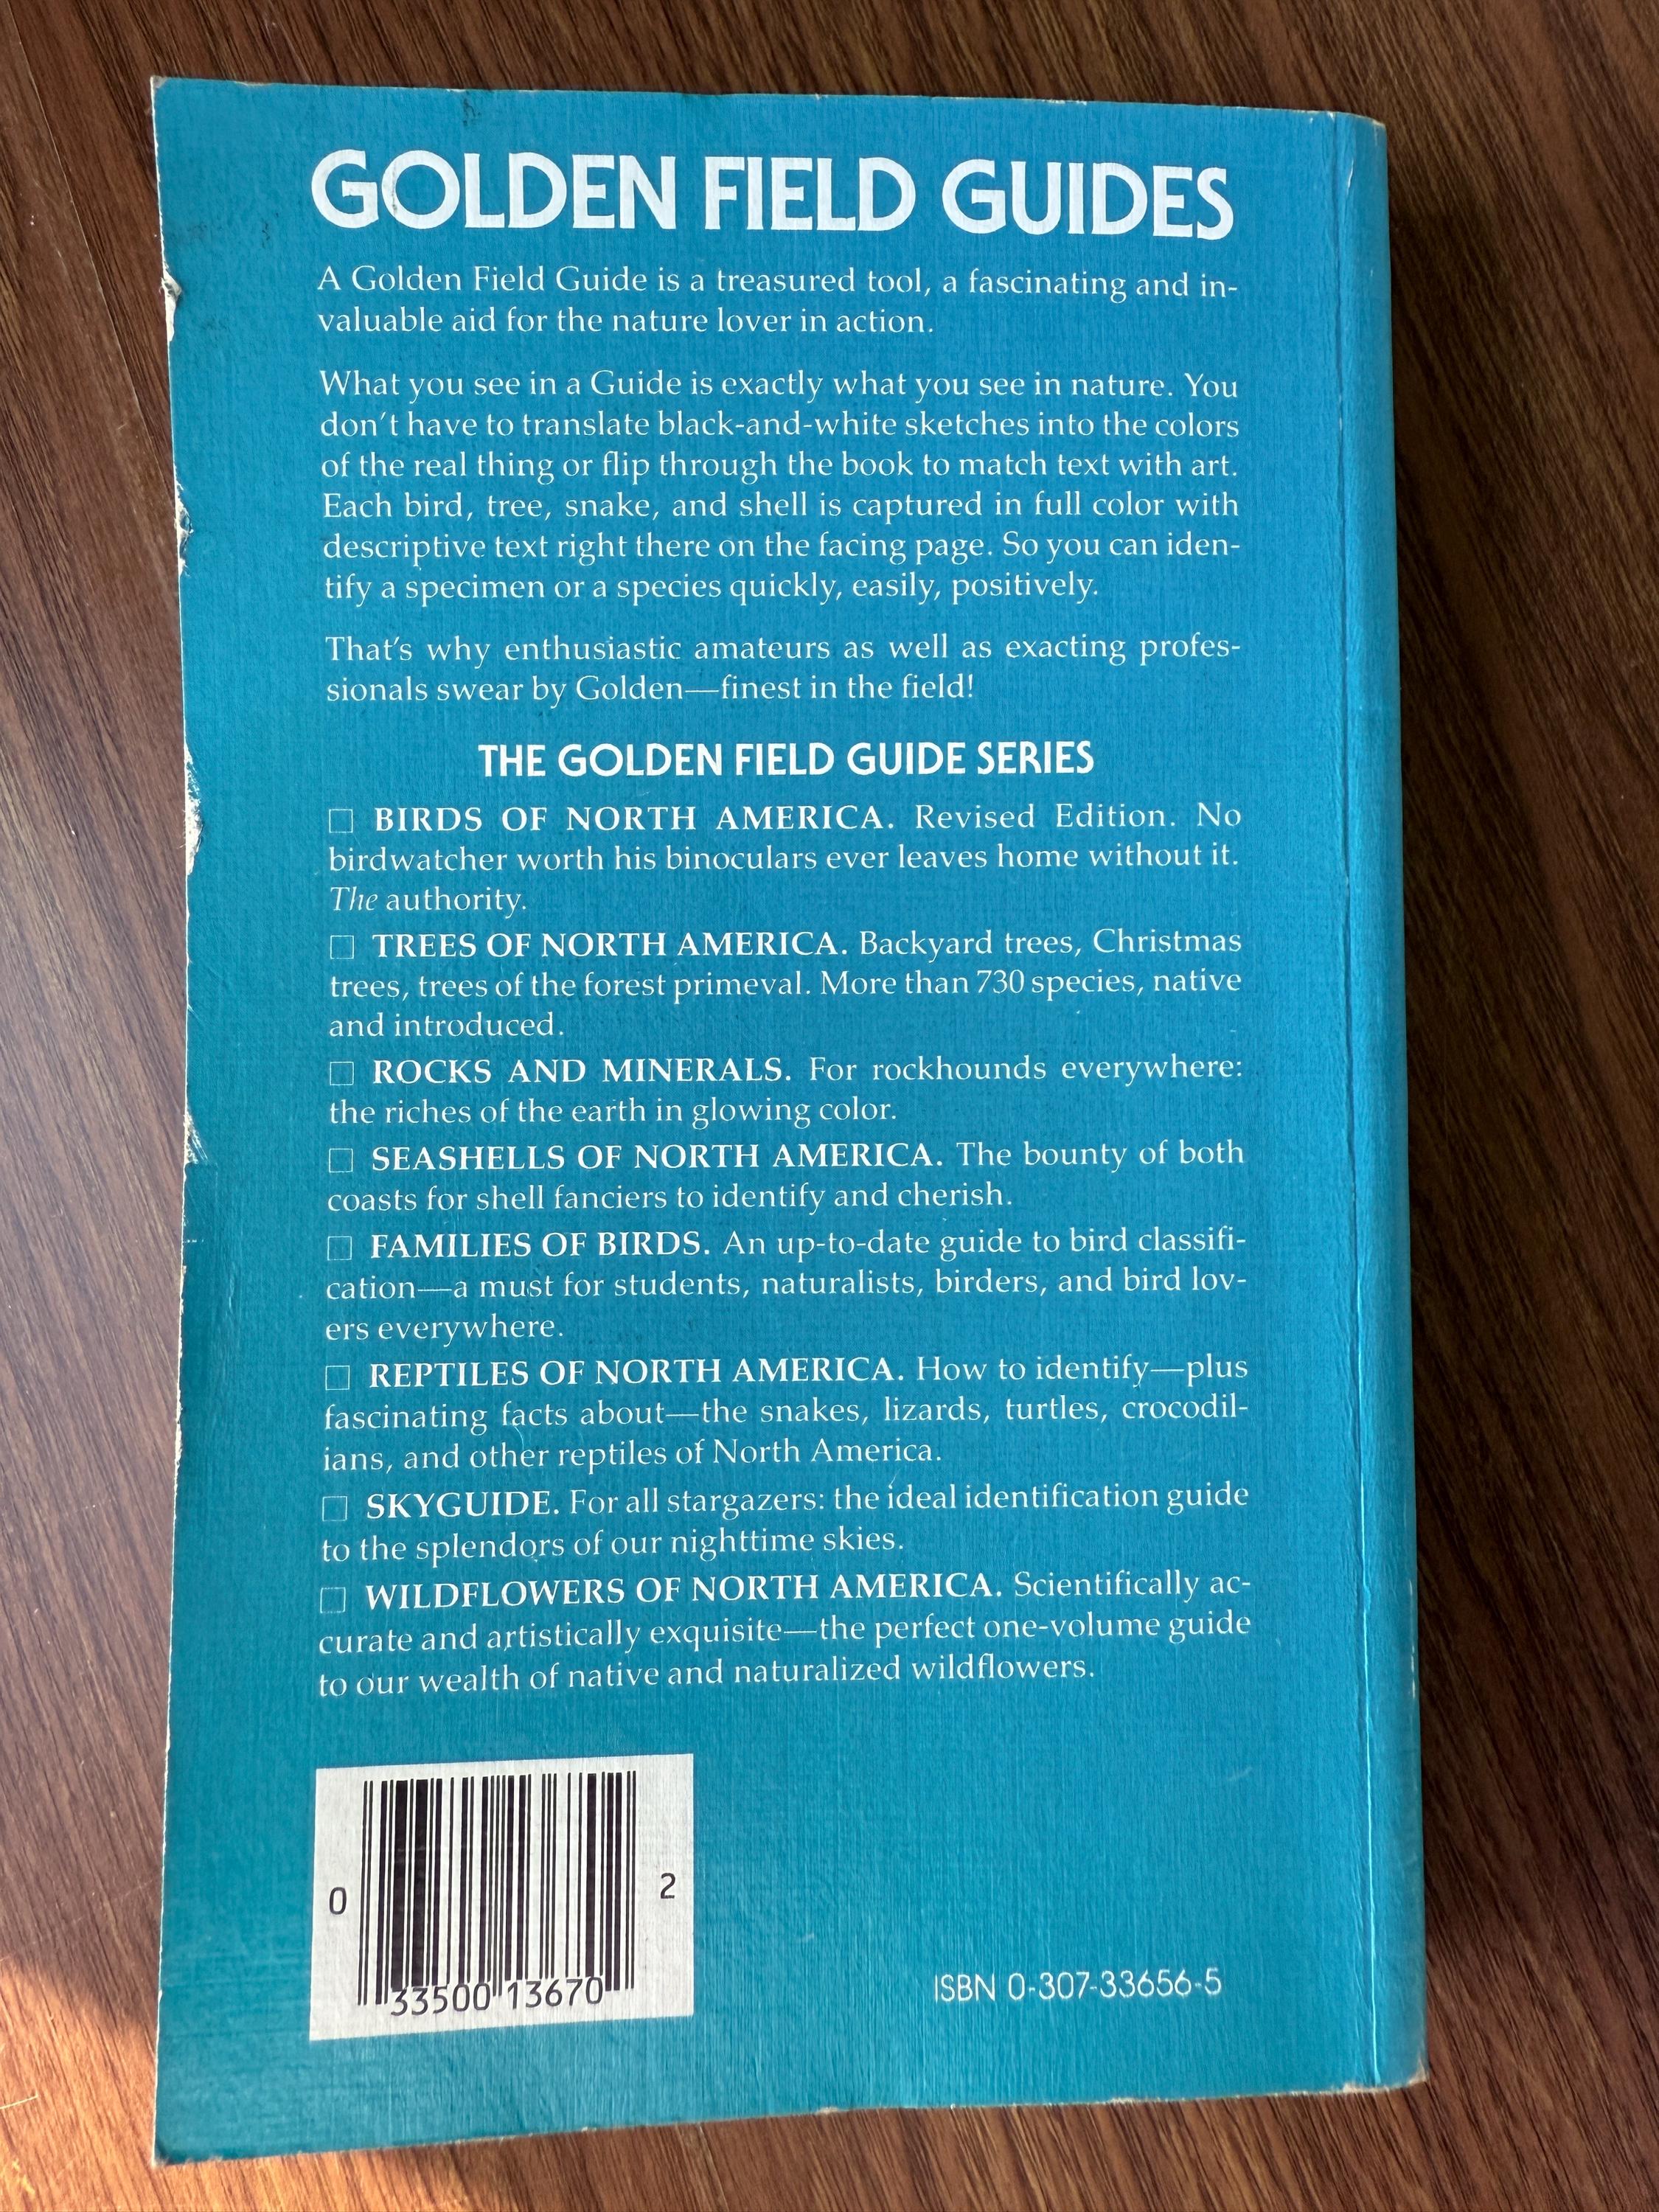 GOLDEN FIELD GUIDES
A Golden Field Guide is a treasured tool, a fascinating and in-
valuable aid for the nature lover in action.
What you see in a Guide is exactly what you see in nature. You
don't have to translate black-and-white sketches into the colors
of the real thing or flip through the book to match text with art.
Each bird, tree, snake, and shell is captured in full color with
descriptive text right there on the facing page. So you can iden-
tify a specimen or a species quickly, easily, positively.
That's why enthusiastic amateurs as well as exacting profes-
sionals swear by Golden—finest in the field!
THE GOLDEN FIELD GUIDE SERIES
☐ BIRDS OF NORTH AMERICA. Revised Edition. No
birdwatcher worth his binoculars ever leaves home without it.
The authority.
☐ TREES OF NORTH AMERICA. Backyard trees, Christmas
trees, trees of the forest primeval. More than 730 species, native
and introduced.
☐ ROCKS AND MINERALS. For rockhounds everywhere:
the riches of the earth in glowing color.
☐ SEASHELLS OF NORTH AMERICA. The bounty of both
coasts for shell fanciers to identify and cherish.
☐ FAMILIES OF BIRDS. An up-to-date guide to bird classifi-
cation—a must for students, naturalists, birders, and bird lov-
ers everywhere.
☐ REPTILES OF NORTH AMERICA. How to identify—plus
fascinating facts about—the snakes, lizards, turtles, crocodil-
ians, and other reptiles of North America.
☐ SKYGUIDE. For all stargazers: the ideal identification guide
to the splendors of our nighttime skies.
☐ WILDFLOWERS OF NORTH AMERICA. Scientifically ac-
curate and artistically exquisite—the perfect one-volume guide
to our wealth of native and naturalized wildflowers.
0 33500 13670 2
ISBN 0-307-33656-5